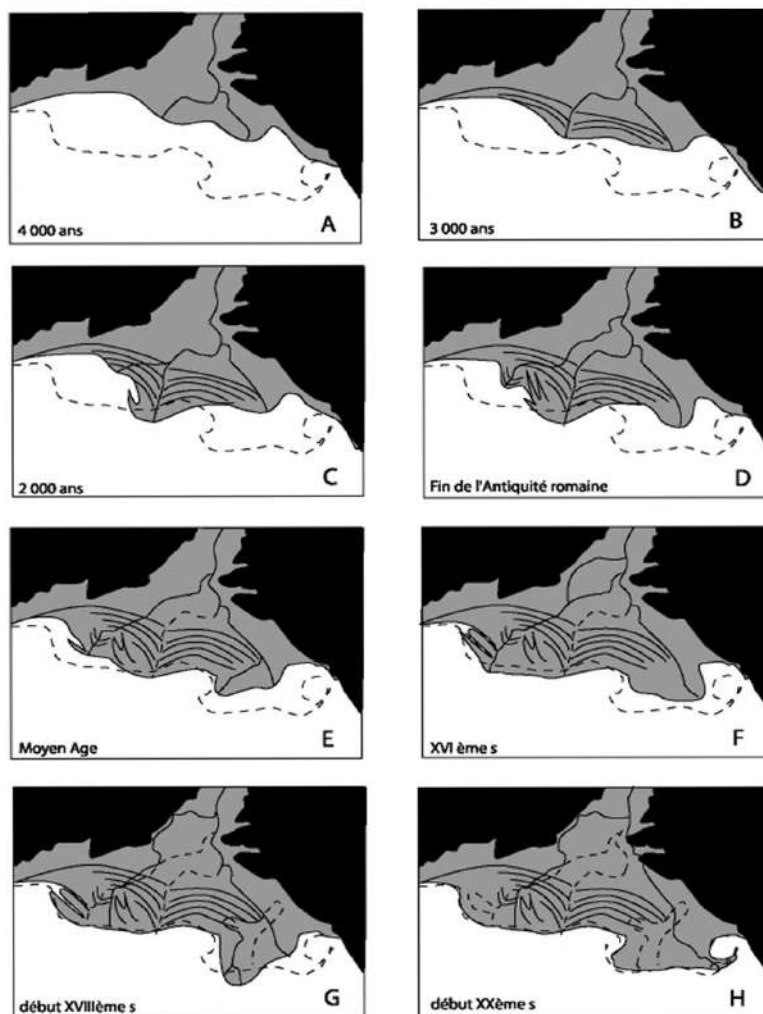 4 000 ans
A
3 000 ans
B
2 000 ans
C
Fin de l'Antiquité romaine
D
Moyen Age
E
XVI ème s
F
début XVIIIème s
G
début XXème s
H